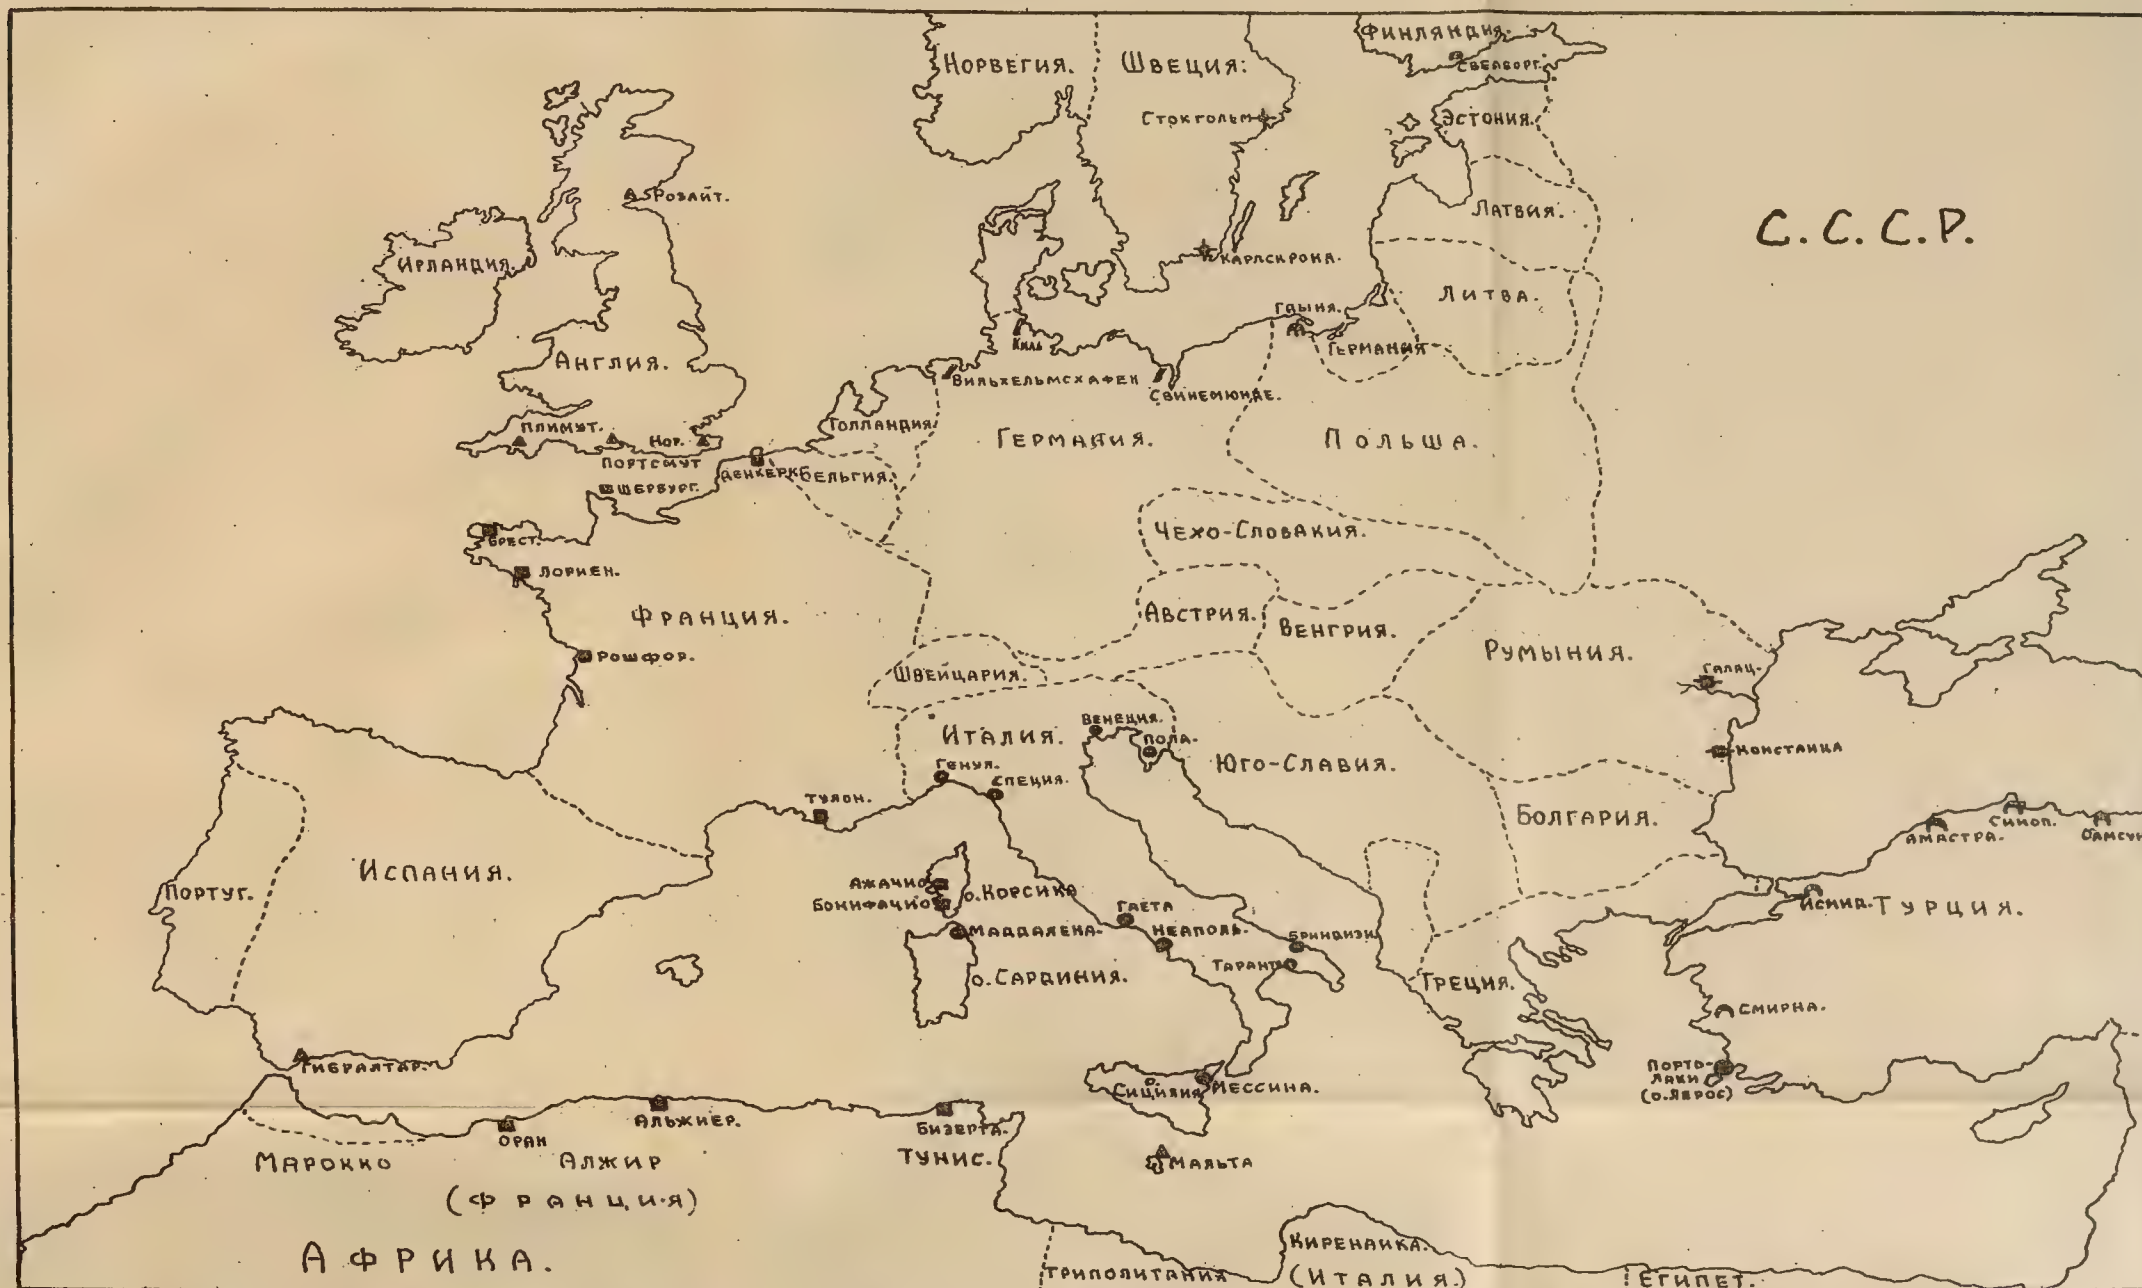 НОРВЕГИЯ.
ШВЕЦИЯ:
ФИНЛЯНДИЯ.
СВЕАБОРГ.
СТОКГОЛЬМ
ЭСТОНИЯ.
РОЗАЙТ.
ЛАТВИЯ.
С.С.С.Р.
ИРЛАНДИЯ.
КАРЛСКРОНА.
ЛИТВА.
ГДЫНЯ.
КИЛЬ
ГЕРМАНИЯ
АНГЛИЯ.
ВИЛЬХЕЛЬМСХАФЕН
СВИНЕМЮНДЕ.
ПЛИМУТ.
НОР.
ГОЛЛАНДИЯ.
ГЕРМАНИЯ.
ПОЛЬША.
ПОРТСМУТ
ДЕНКЕРК
БЕЛЬГИЯ.
ШЕРБУРГ.
БРЕСТ.
ЧЕХО-СЛОВАКИЯ.
ЛОРИЕН.
ФРАНЦИЯ.
АВСТРИЯ.
ВЕНГРИЯ.
РУМЫНИЯ.
РОШФОР.
ШВЕЙЦАРИЯ.
ГАЛАЦ.
ВЕНЕЦИЯ.
ИТАЛИЯ.
ПОЛА.
КОНСТАНЦА
ГЕНУЯ.
ЮГО-СЛАВИЯ.
СПЕЦИЯ.
ТУЛОН.
БОЛГАРИЯ.
СИНОП.
АМАСТРА.
САМСУН
ИСПАНИЯ.
ПОРТУГ.
АЖАЧИО
О.КОРСИКА
БОНИФАЧИО
ГАЕТА
ИСМИД.
ТУРЦИЯ.
МАДДАЛЕНА.
НЕАПОЛЬ.
БРИНДИЗИ
ТАРАНТО
О.САРДИНИЯ.
ГРЕЦИЯ.
СМИРНА.
ГИБРАЛТАР.
ПОРТО-
ЛАКИ
(О.ЛЕРОС)
СИЦИЛИЯ
МЕССИНА.
АЛЬЖИЕР.
БИЗЕРТА.
ОРАН
МАРОККО
АЛЖИР
ТУНИС.
МАЛЬТА
(ФРАНЦИЯ)
АФРИКА.
КИРЕНАИКА.
ТРИПОЛИТАНИЯ
(ИТАЛИЯ.)
ЕГИПЕТ.